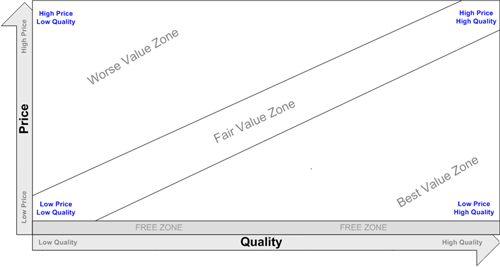 High Price
Low Quality
High Price
High Quality
High Price
Worse Value Zone
Fair Value Zone
Price
Best Value Zone
Low Price
Low Price
Low Quality
Low Price
High Quality
FREE ZONE
FREE ZONE
Low Quality
Quality
High Quality